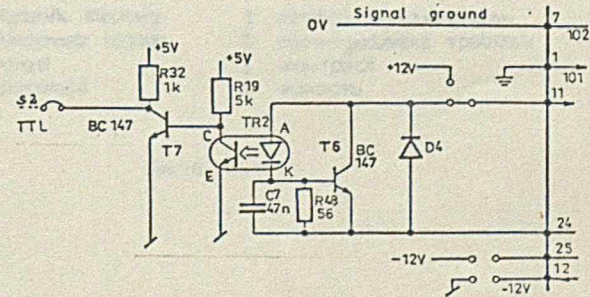 Signal ground
0V
7
102
+5V
+5V
+12V
1
101
R32
1k
R19
5k
11
TTL
BC 147
TR2
A
T7
C
T6
BC
147
D4
E
K
C7
47n
R48
56
24
-12V
25
12
-12V